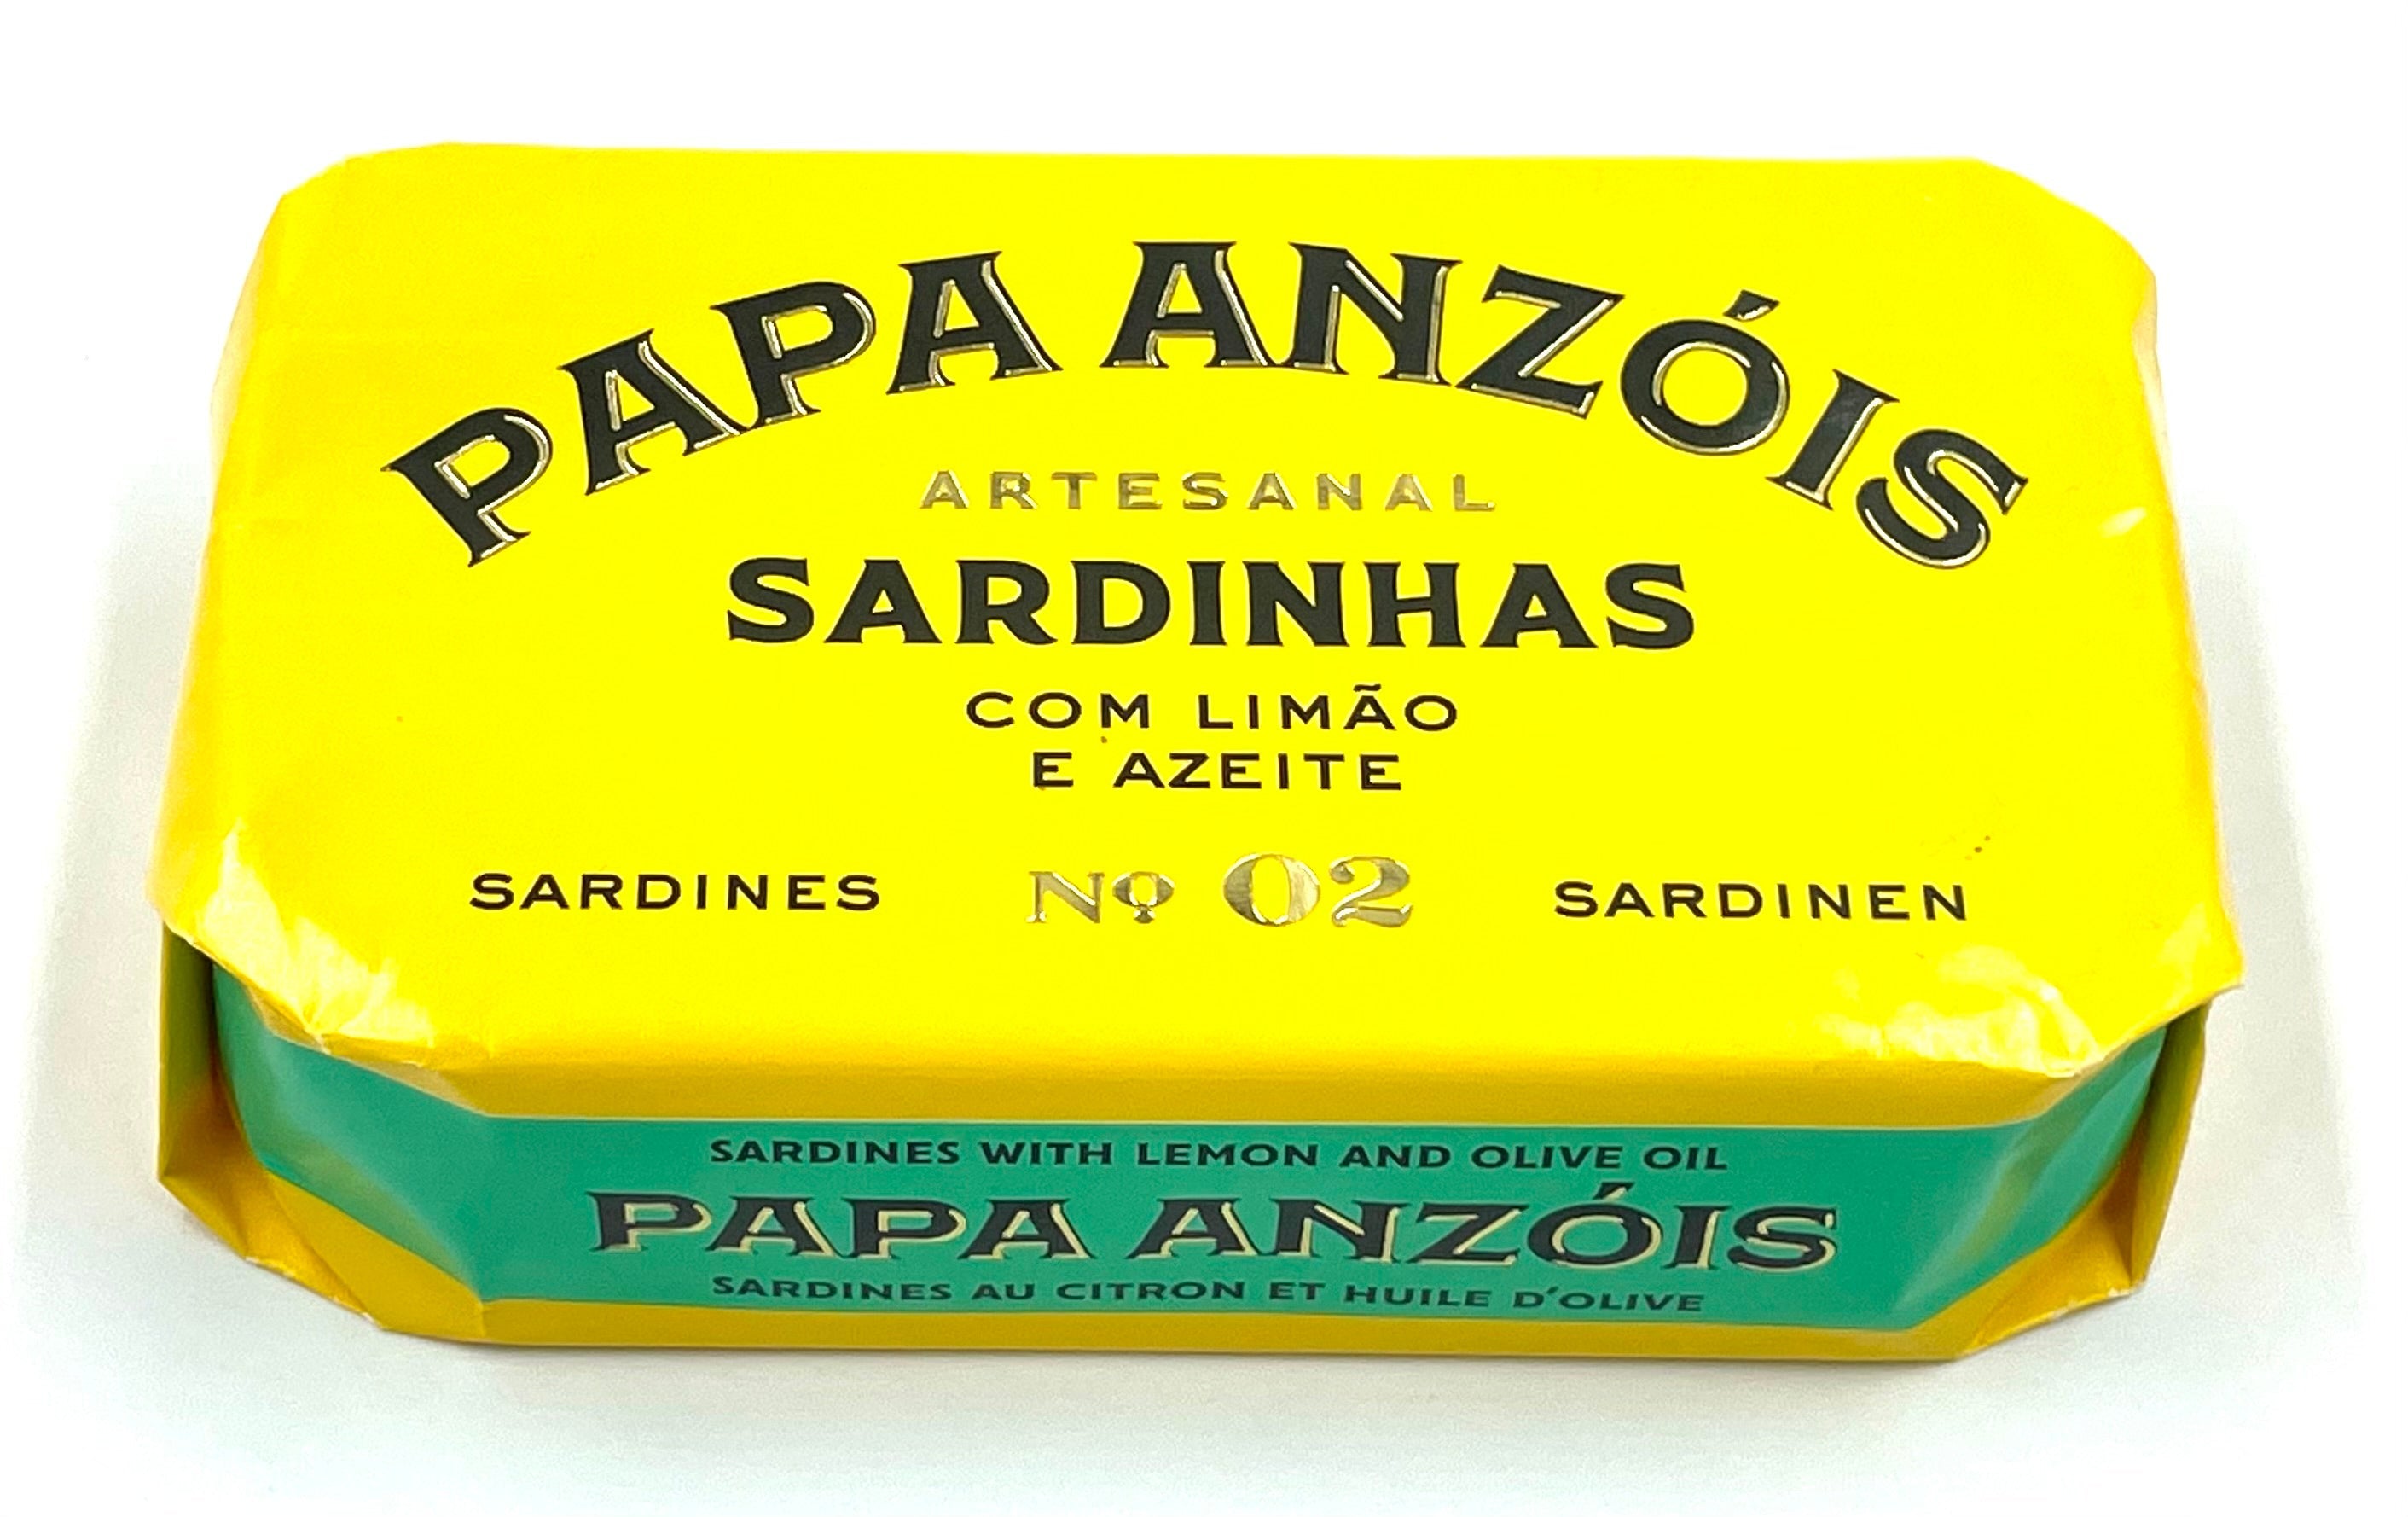 PAPA ANZÓIS
ARTESANAL
SARDINHAS
COM LIMÃO
E AZEITE
SARDINES Nº 02 SARDINEN
SARDINES WITH LEMON AND OLIVE OIL
PAPA ANZÓIS
SARDINES AU CITRON ET HUILE D'OLIVE